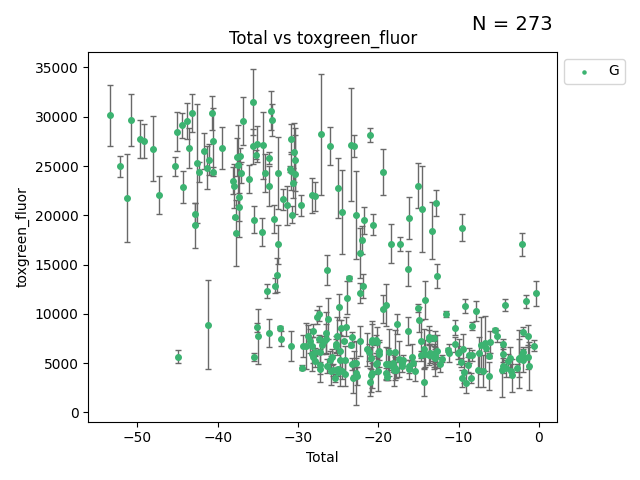 N = 273
Total vs toxgreen_fluor
G
35000
30000
25000
20000
15000
10000
5000
0
toxgreen_fluor
−50 −40 −30 −20 −10 0
Total